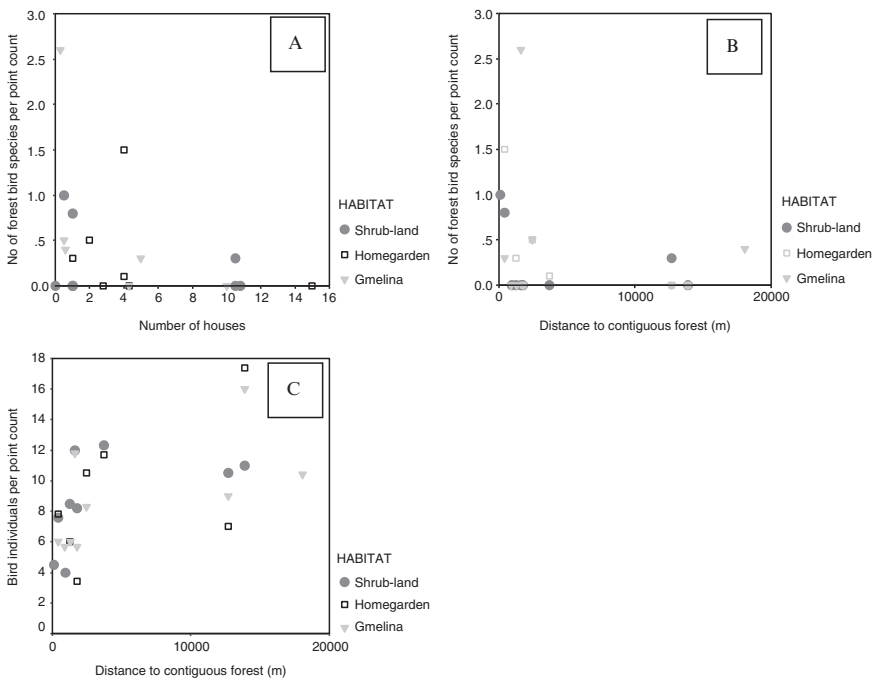 3.0
2.5
2.0
1.5
1.0
.5
0.0
0
2
4
6
8
10
12
14
16
No of forest bird species per point count
Number of houses
A
HABITAT
Shrub-land
Homegarden
Gmelina
3.0
2.5
2.0
1.5
1.0
.5
0.0
0
10000
20000
No of forest bird species per point count
Distance to contiguous forest (m)
B
HABITAT
Shrub-land
Homegarden
Gmelina
18
16
14
12
10
8
6
4
2
0
0
10000
20000
Bird individuals per point count
Distance to contiguous forest (m)
C
HABITAT
Shrub-land
Homegarden
Gmelina